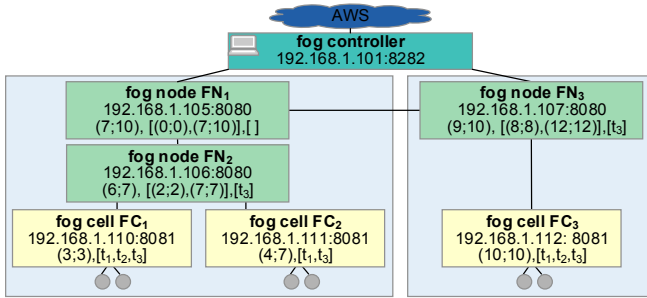 AWS
fog controller
192.168.1.101:8282
fog node FN₁
192.168.1.105:8080
(7;10), [(0;0),(7;10)],[ ]
fog node FN₃
192.168.1.107:8080
(9;10), [(8;8),(12;12)],[t₃]
fog node FN₂
192.168.1.106:8080
(6;7), [(2;2),(7;7)],[t₃]
fog cell FC₁
192.168.1.110:8081
(3;3),[t₁,t₂,t₃]
fog cell FC₂
192.168.1.111:8081
(4;7),[t₁,t₃]
fog cell FC₃
192.168.1.112: 8081
(10;10),[t₁,t₂,t₃]